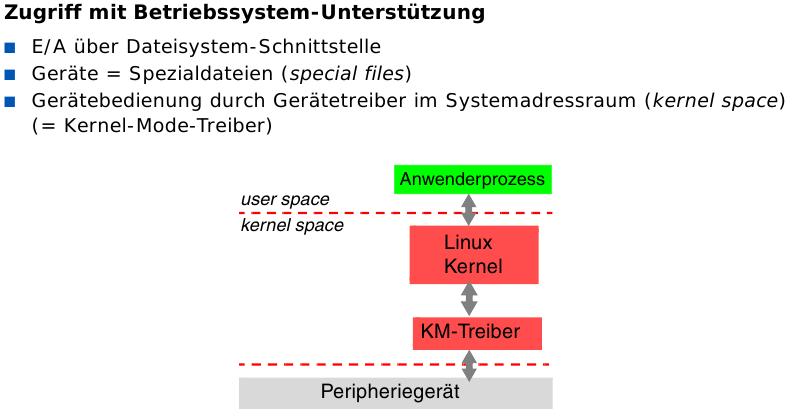 Zugriff mit Betriebssystem-Unterstützung
E/A über Dateisystem-Schnittstelle
Geräte = Spezialdateien (special files)
Gerätebedienung durch Gerätetreiber im Systemadressraum (kernel space)
(= Kernel-Mode-Treiber)
Anwenderprozess
user space
kernel space
Linux
Kernel
KM-Treiber
Peripheriegerät